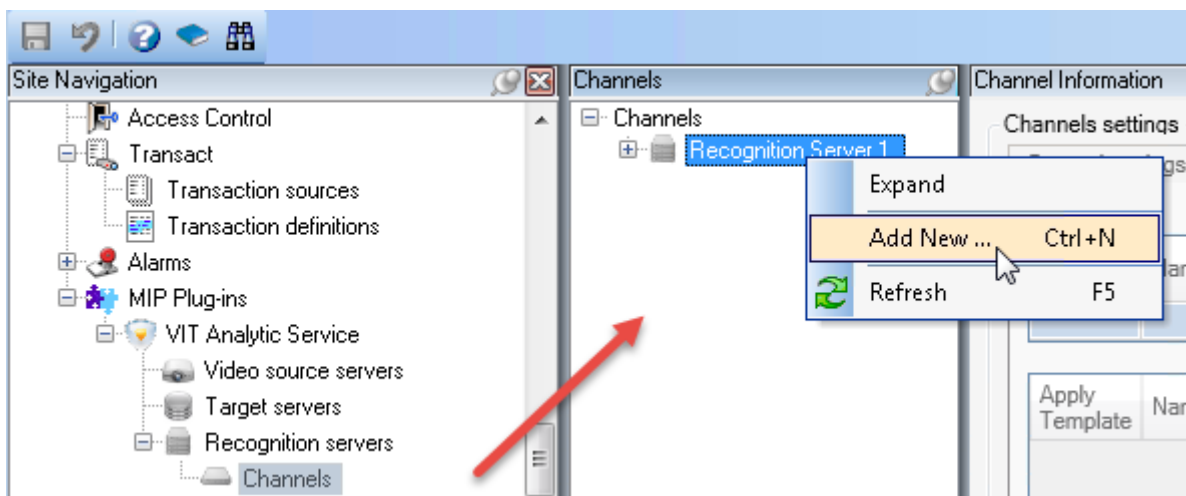 Site Navigation
Access Control
Transact
Transaction sources
Transaction definitions
Alarms
MIP Plug-ins
VIT Analytic Service
Video source servers
Target servers
Recognition servers
Channels
Channels
Channels
Recognition Server 1
Expand
Add New ... Ctrl+N
Refresh F5
Channel Information
Channels settings
Apply
Template